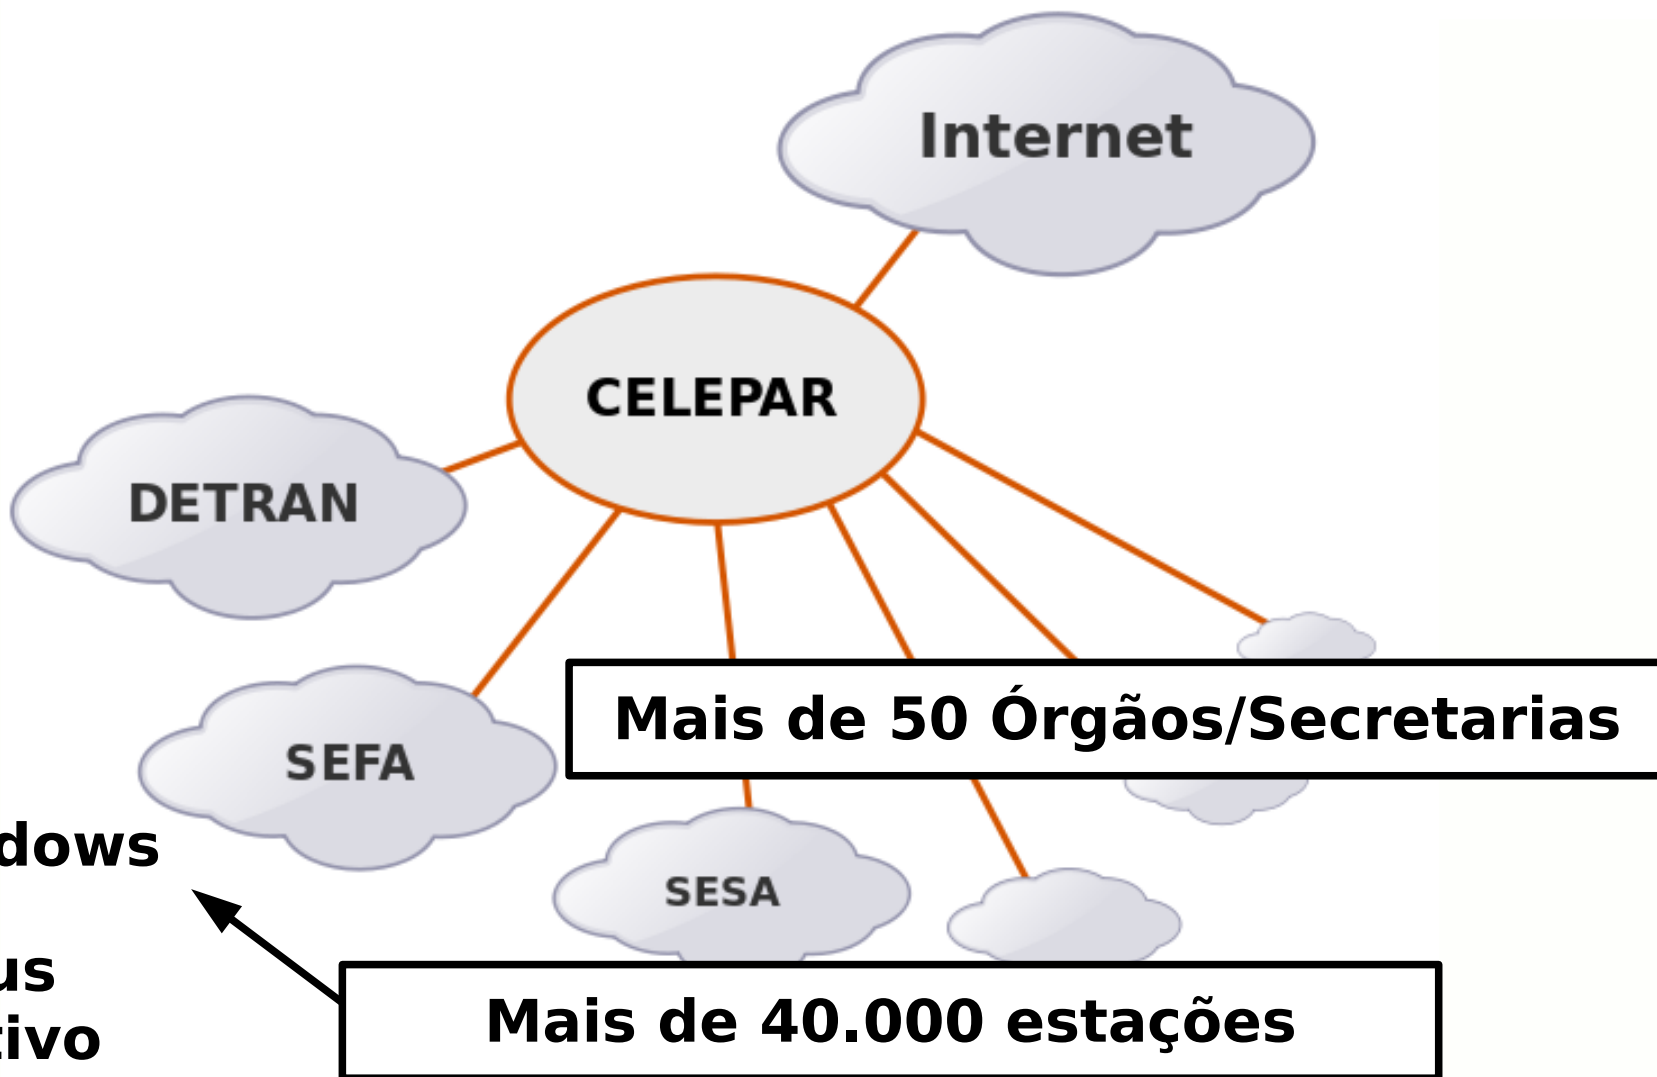 Internet
CELEPAR
DETRAN
Mais de 50 Órgãos/Secretarias
SEFA
dows
SESA
us
Mais de 40.000 estações
tivo